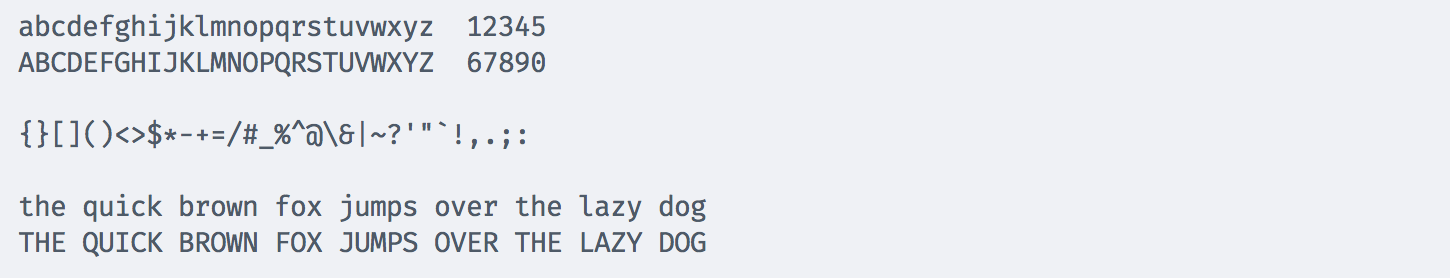 abcdefghijklmnopqrstuvwxyz  12345
ABCDEFGHIJKLMNOPQRSTUVWXYZ  67890
{}[]()<>$*-+=/#_%^@\&|~?'"`!,.;:
the quick brown fox jumps over the lazy dog
THE QUICK BROWN FOX JUMPS OVER THE LAZY DOG